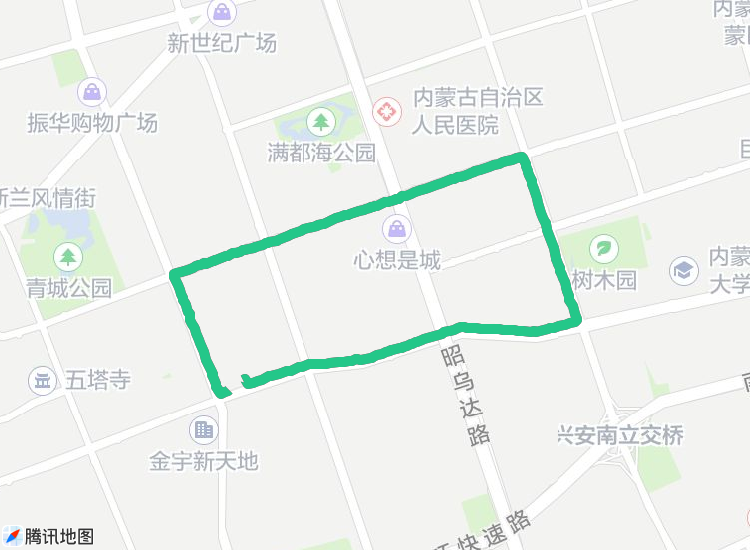 新世纪广场
内蒙
振华购物广场
内蒙古自治区
人民医院
满都海公园
新兰风情街
心想是城
青城公园
树木园
内蒙
大学
五塔寺
昭乌达路
金宇新天地
兴安南立交桥
快速路
腾讯地图